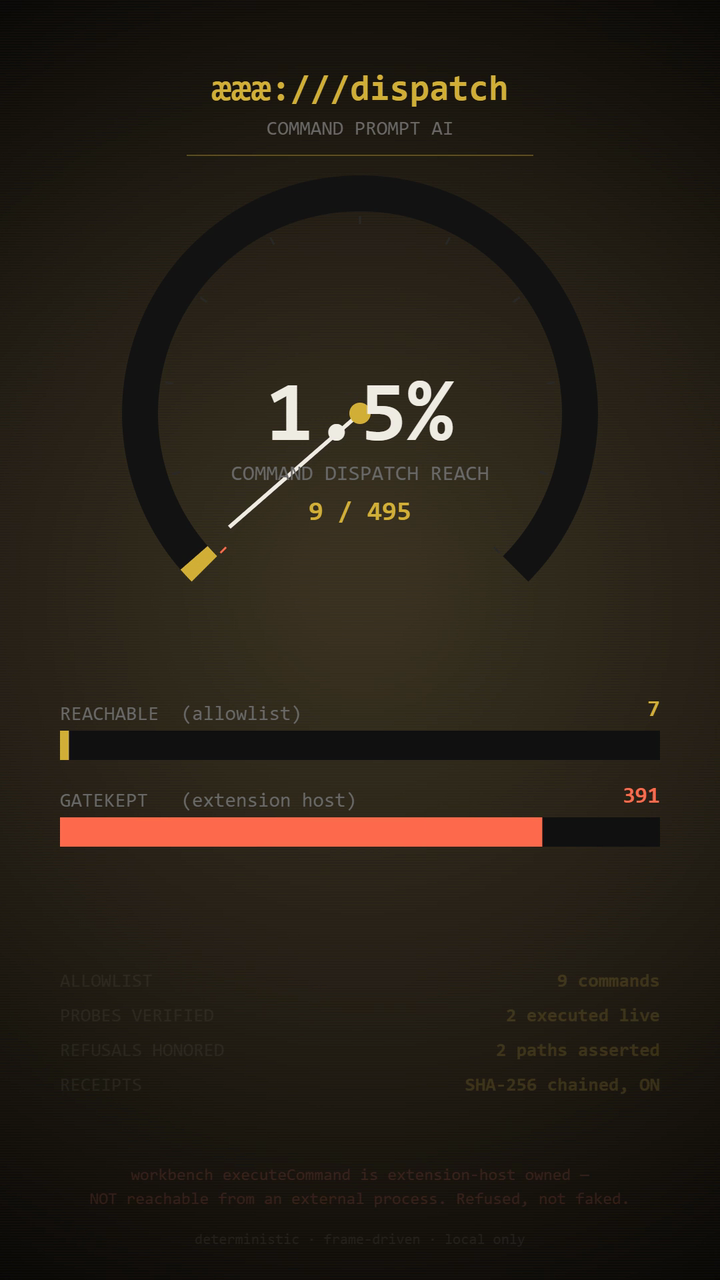 æææ:///dispatch
COMMAND PROMPT AI
1.5%
COMMAND DISPATCH REACH
9 / 495
REACHABLE (allowlist) 7
GATEKEPT (extension host) 391
ALLOWLIST 9 commands
PROBES VERIFIED 2 executed live
REFUSALS HONORED 2 paths asserted
RECEIPTS SHA-256 chained, ON
workbench executeCommand is extension-host owned —
NOT reachable from an external process. Refused, not faked.
deterministic · frame-driven · local only